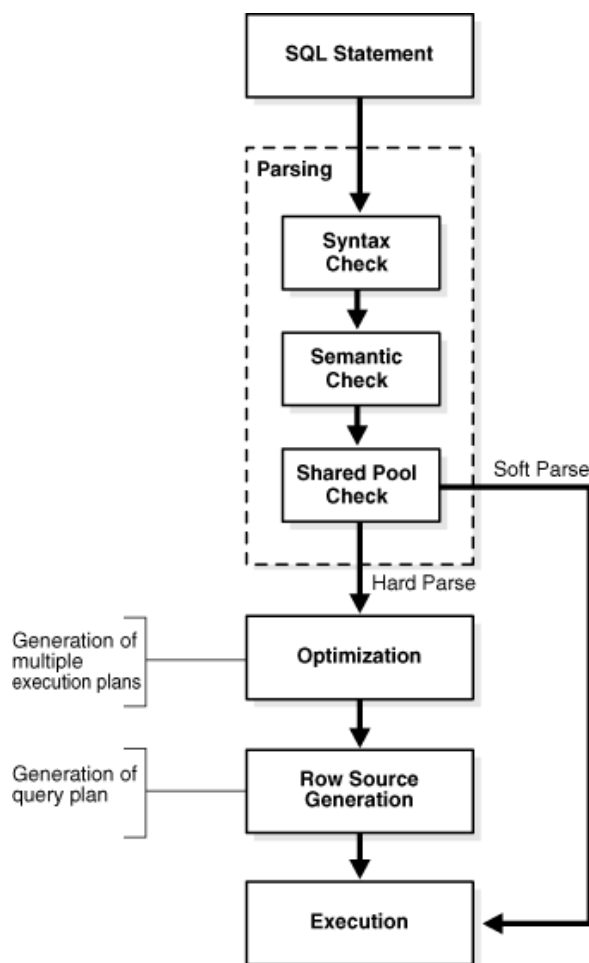 SQL Statement
Parsing
Syntax
Check
Semantic
Check
Shared Pool
Check
Soft Parse
Hard Parse
Generation of
multiple
execution plans
Optimization
Generation of
query plan
Row Source
Generation
Execution